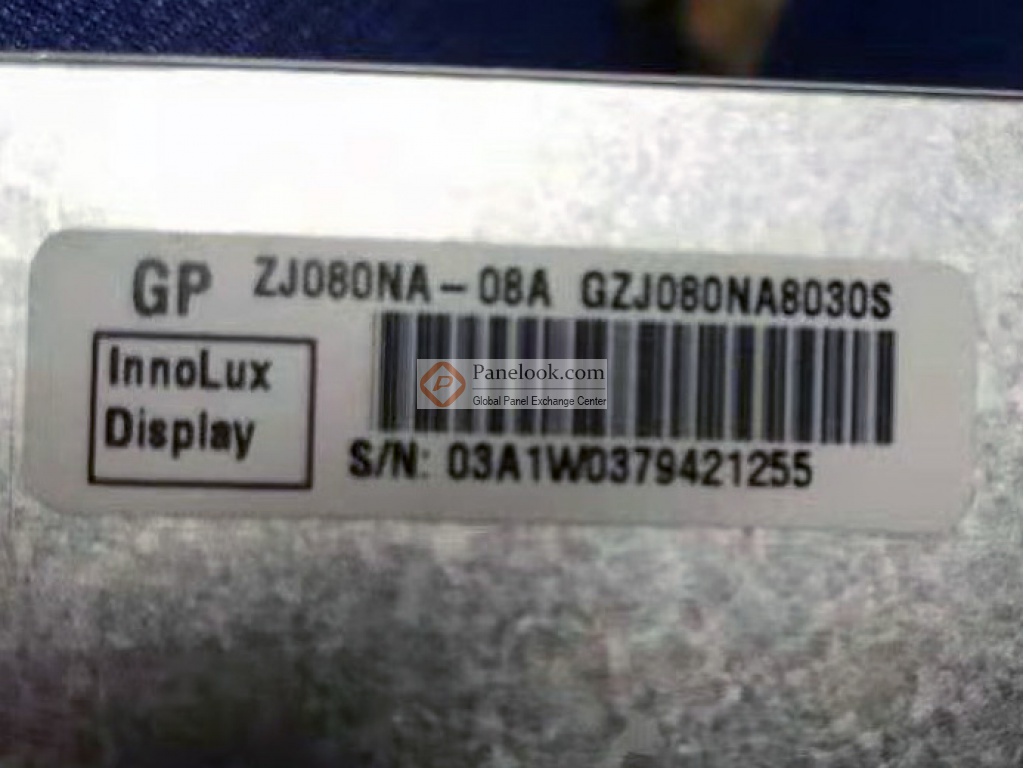 GP ZJ080NA-08A GZJ080NA8030S
InnoLux
Display
Panelook.com
Global Panel Exchange Center
S/N: 03A1W0379421255